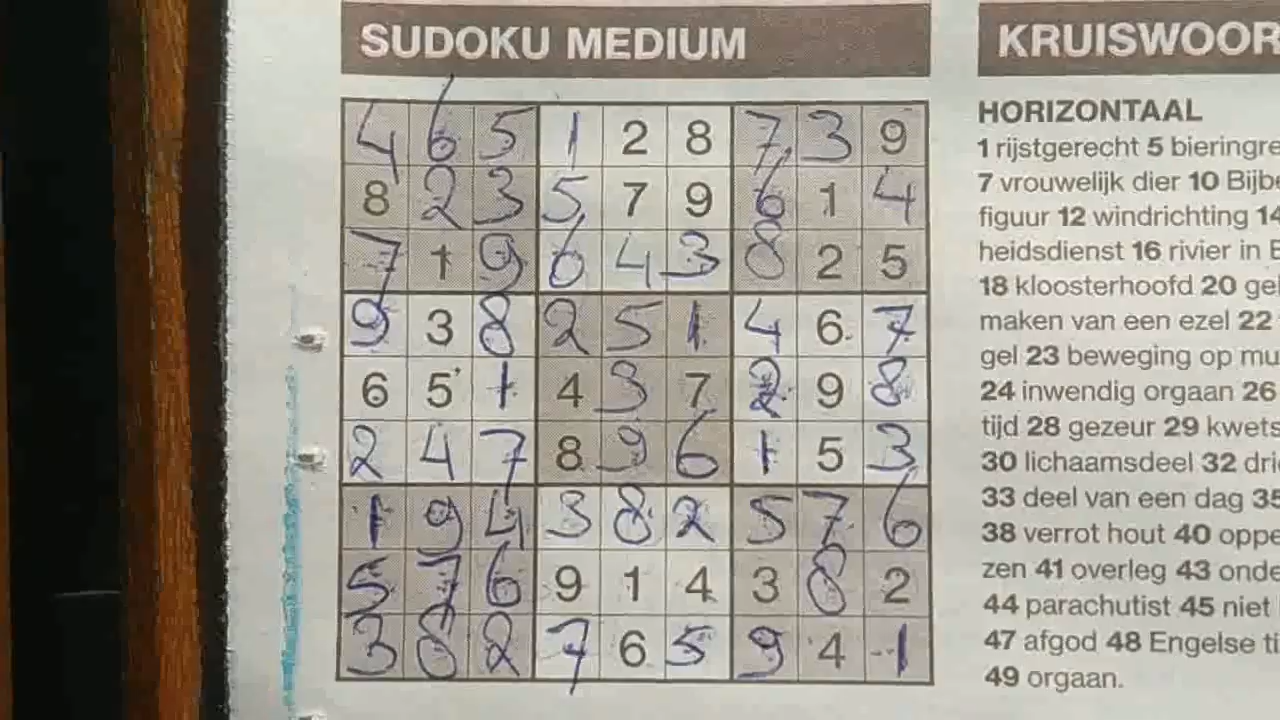 SUDOKU MEDIUM
4 6 5 1 2 8 7 3 9
8 2 3 5 7 9 6 1 4
7 1 9 6 4 3 8 2 5
9 3 8 2 5 1 4 6 7
6 5 1 4 3 7 2 9 8
2 4 7 8 9 6 1 5 3
1 9 4 3 8 2 5 7 6
5 7 6 9 1 4 3 8 2
3 8 2 7 6 5 9 4 1
KRUISWOOR
HORIZONTAAL
1 rijstgerecht 5 bieringre
7 vrouwelijk dier 10 Bijbe
figuur 12 windrichting 14
heidsdienst 16 rivier in E
18 kloosterhoofd 20 gel
maken van een ezel 22
gel 23 beweging op mu
24 inwendig orgaan 26
tijd 28 gezeur 29 kwets
30 lichaamsdeel 32 drie
33 deel van een dag 35
38 verrot hout 40 oppe
zen 41 overleg 43 onde
44 parachutist 45 niet
47 afgod 48 Engelse ti
49 orgaan.